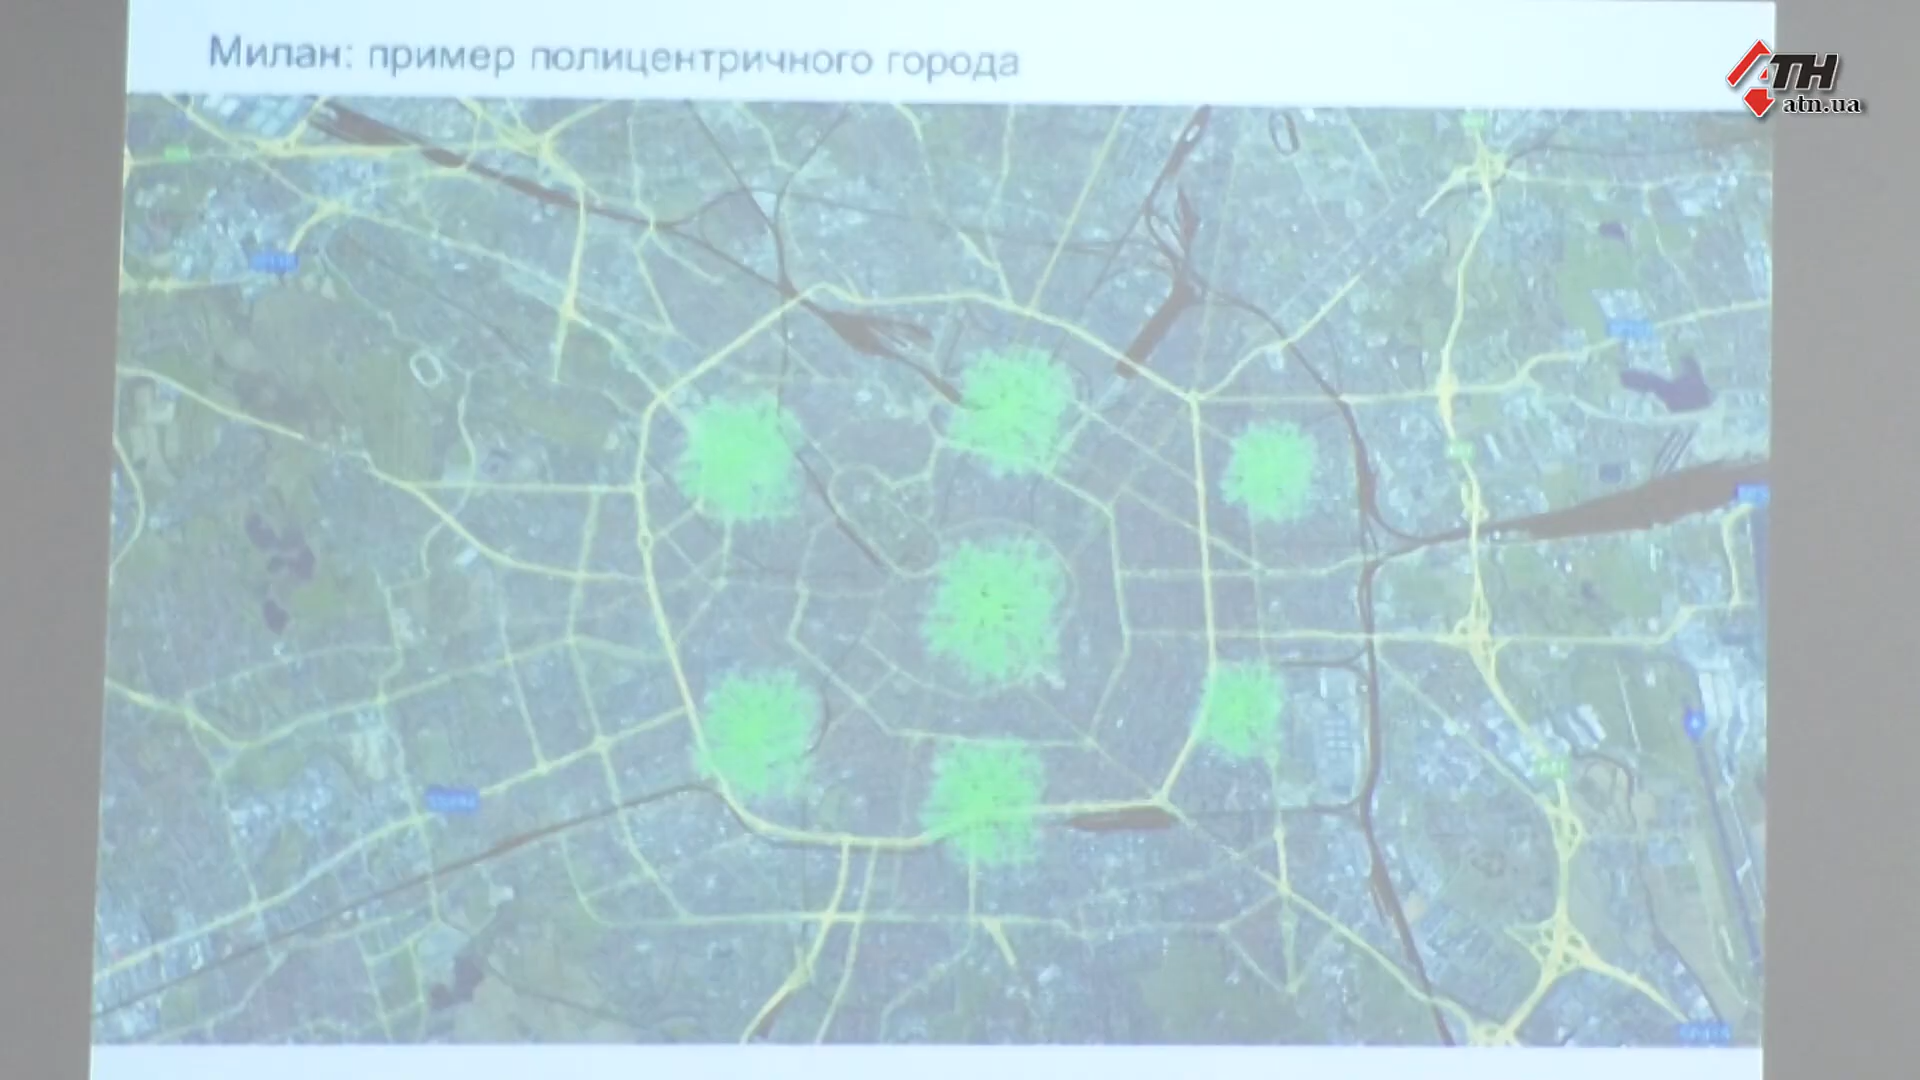 Милан: пример полицентричного города
АТН
atn.ua